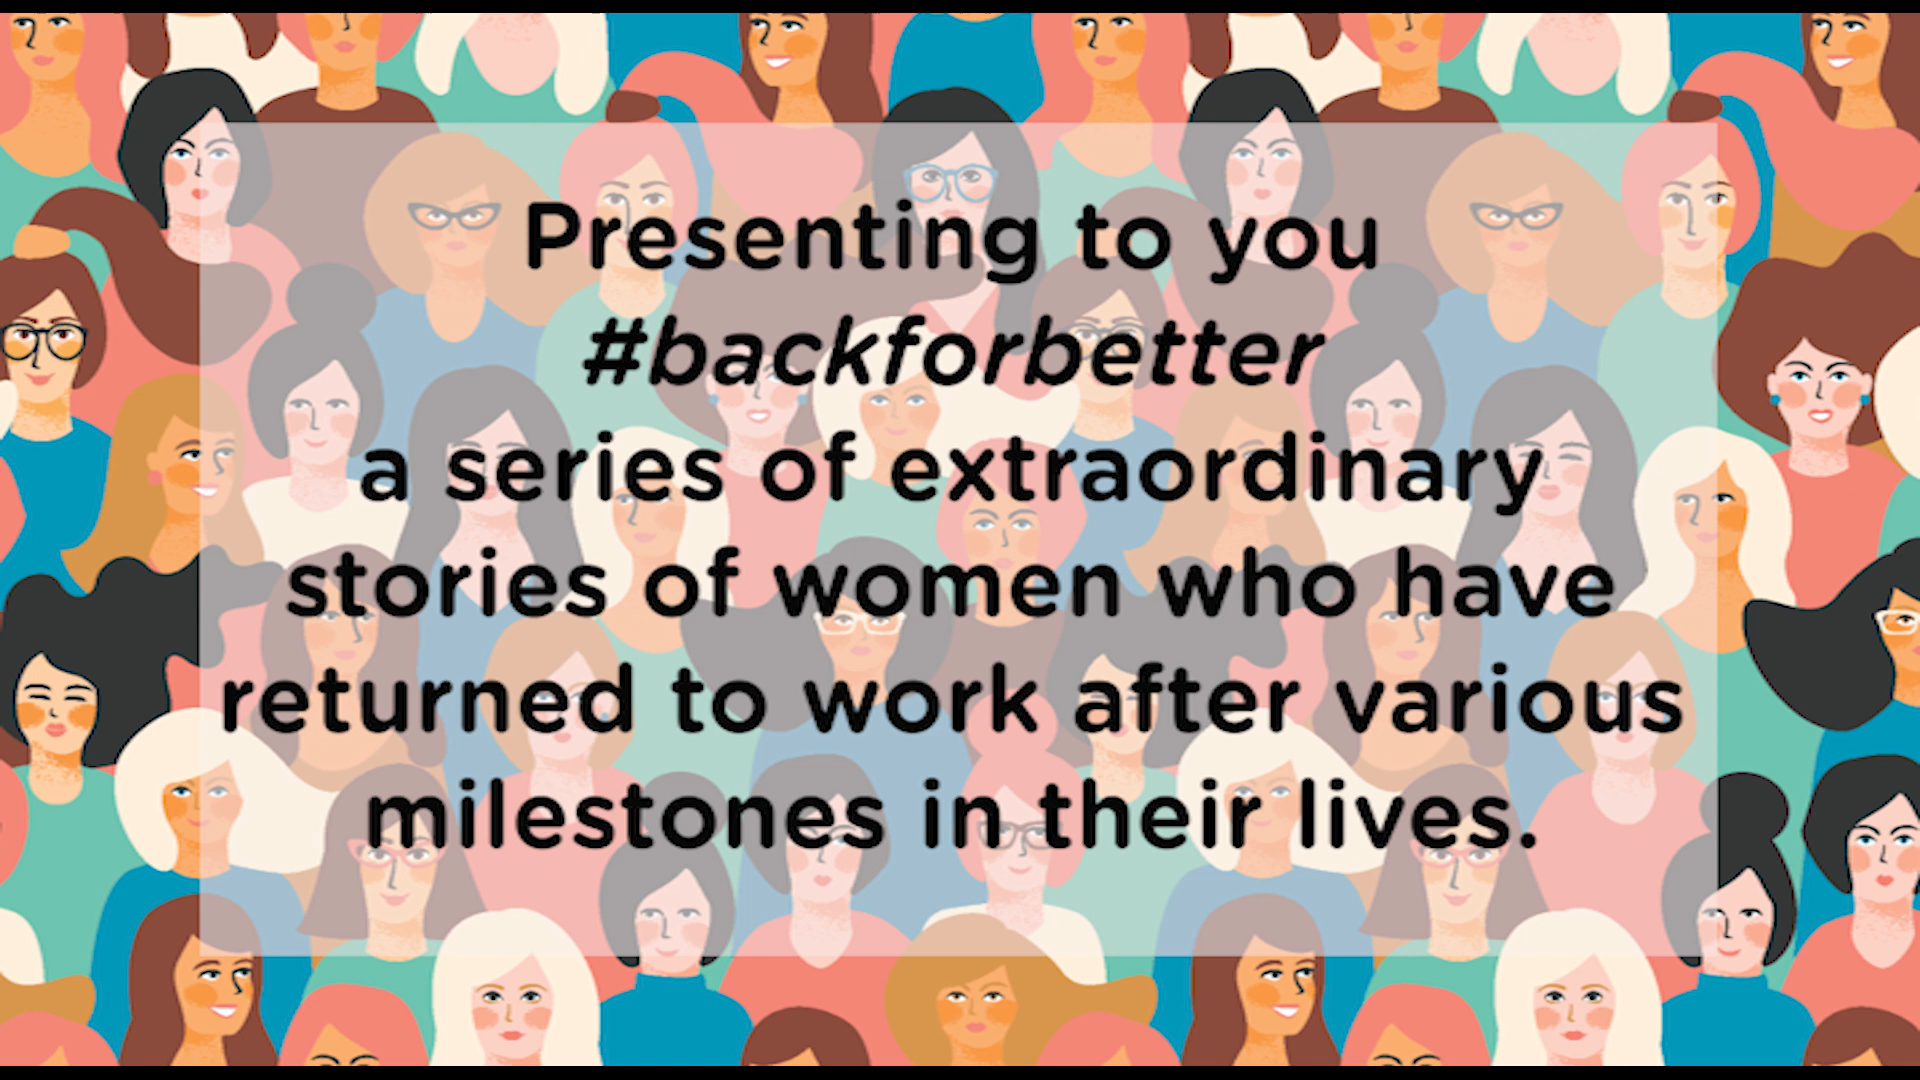 Presenting to you
#backforbetter
a series of extraordinary
stories of women who have
returned to work after various
milestones in their lives.